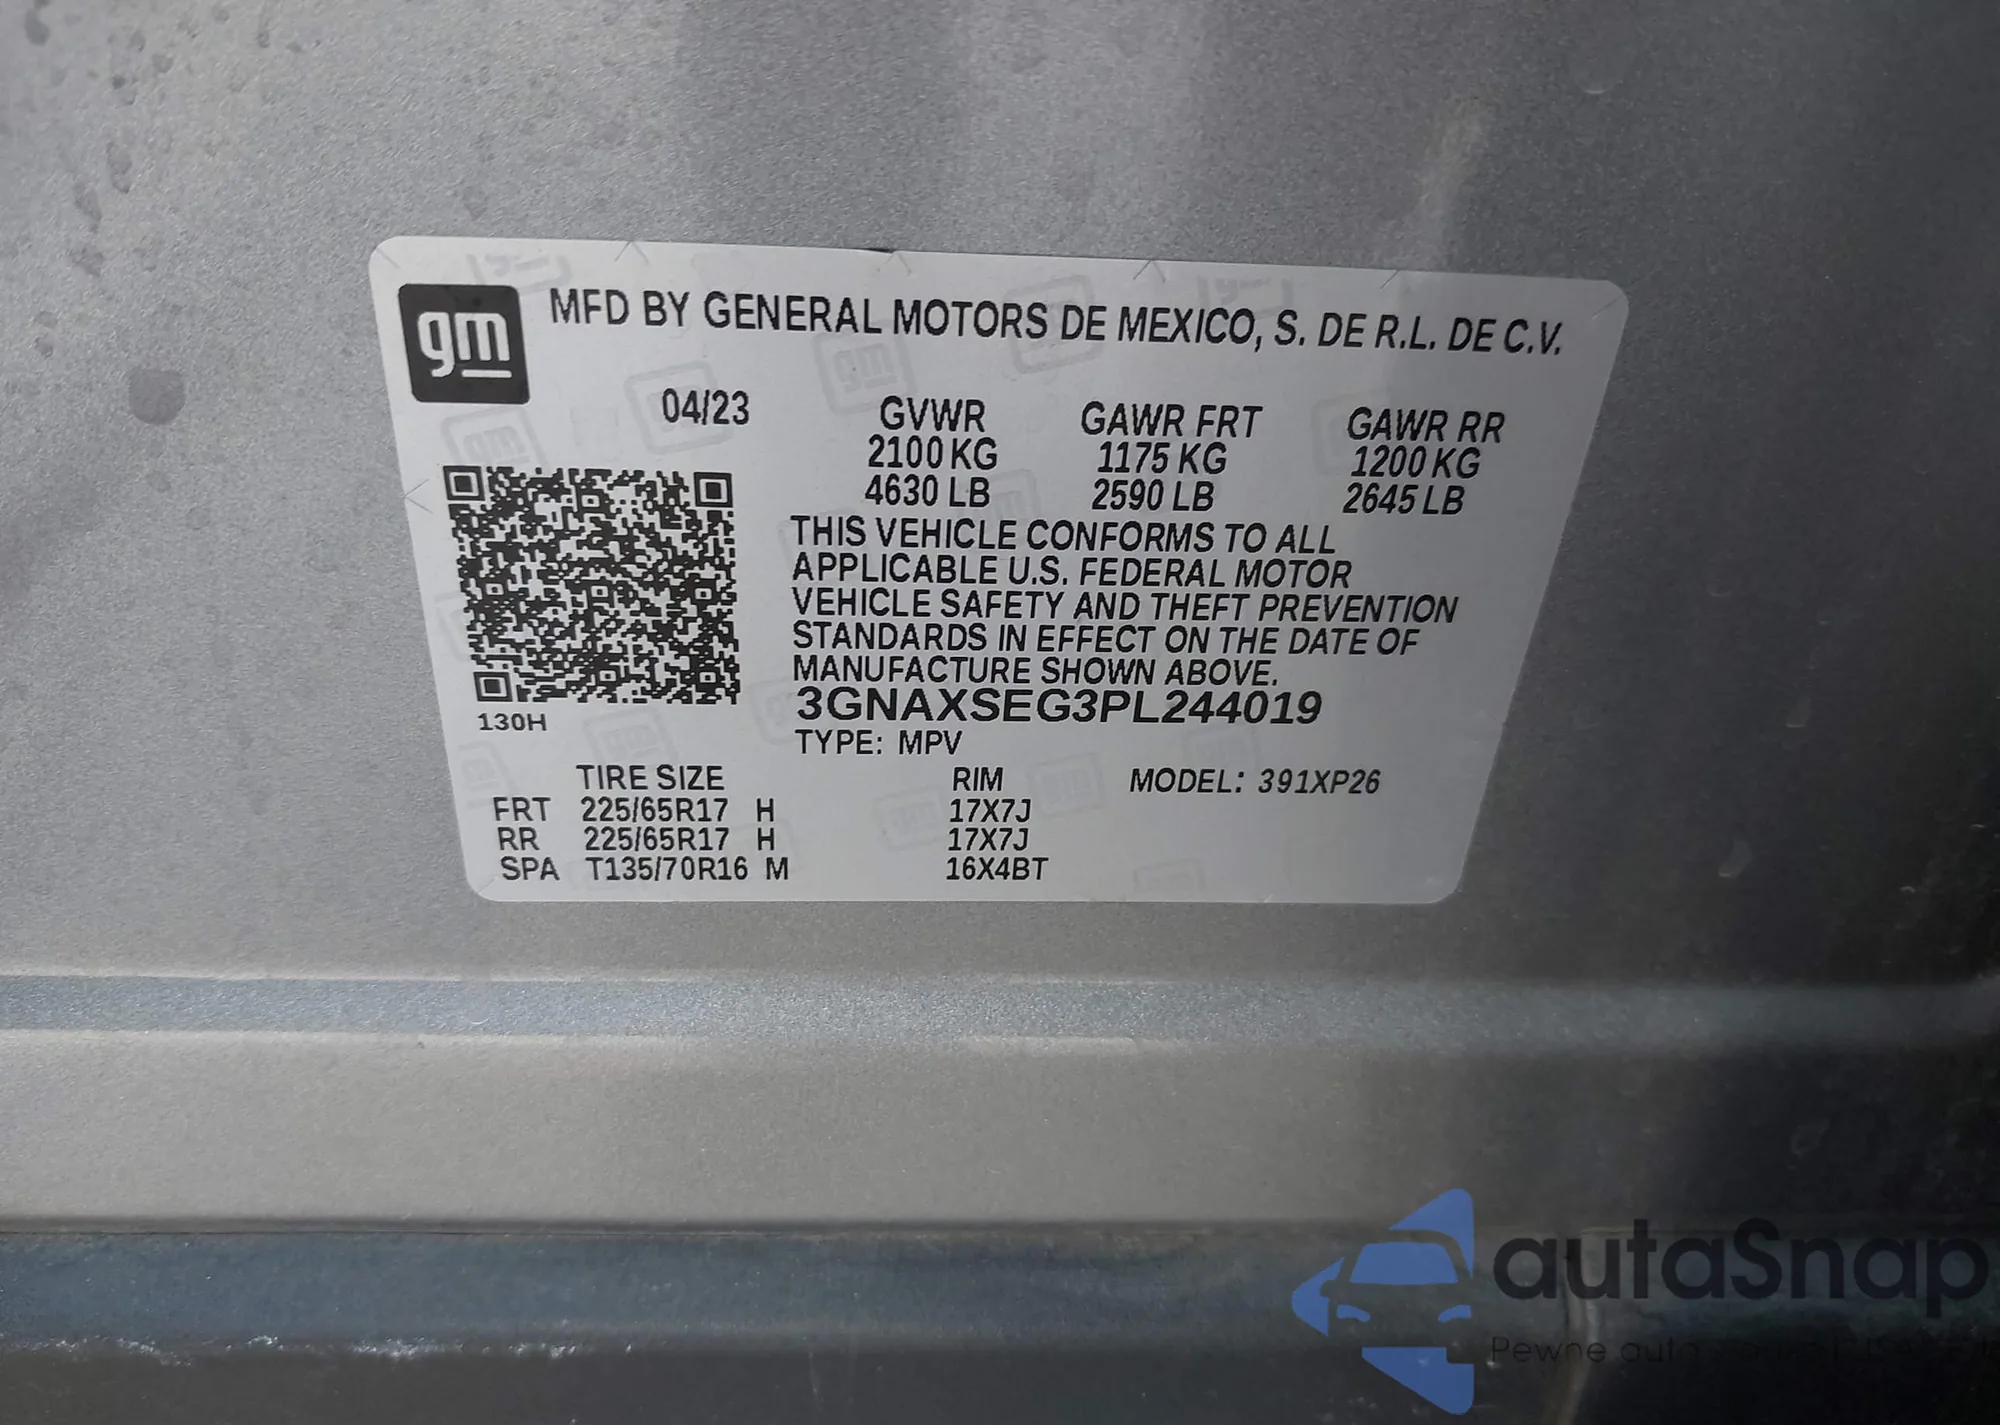 gm
MFD BY GENERAL MOTORS DE MEXICO, S. DE R.L. DE C.V.
04/23 GVWR GAWR FRT GAWR RR
2100 KG 1175 KG 1200 KG
4630 LB 2590 LB 2645 LB
THIS VEHICLE CONFORMS TO ALL
APPLICABLE U.S. FEDERAL MOTOR
VEHICLE SAFETY AND THEFT PREVENTION
STANDARDS IN EFFECT ON THE DATE OF
MANUFACTURE SHOWN ABOVE.
3GNAXSEG3PL244019
130H
TYPE: MPV
TIRE SIZE RIM MODEL: 391XP26
FRT 225/65R17 H 17X7J
RR 225/65R17 H 17X7J
SPA T135/70R16 M 16X4BT
autaSnap
Pewne auta